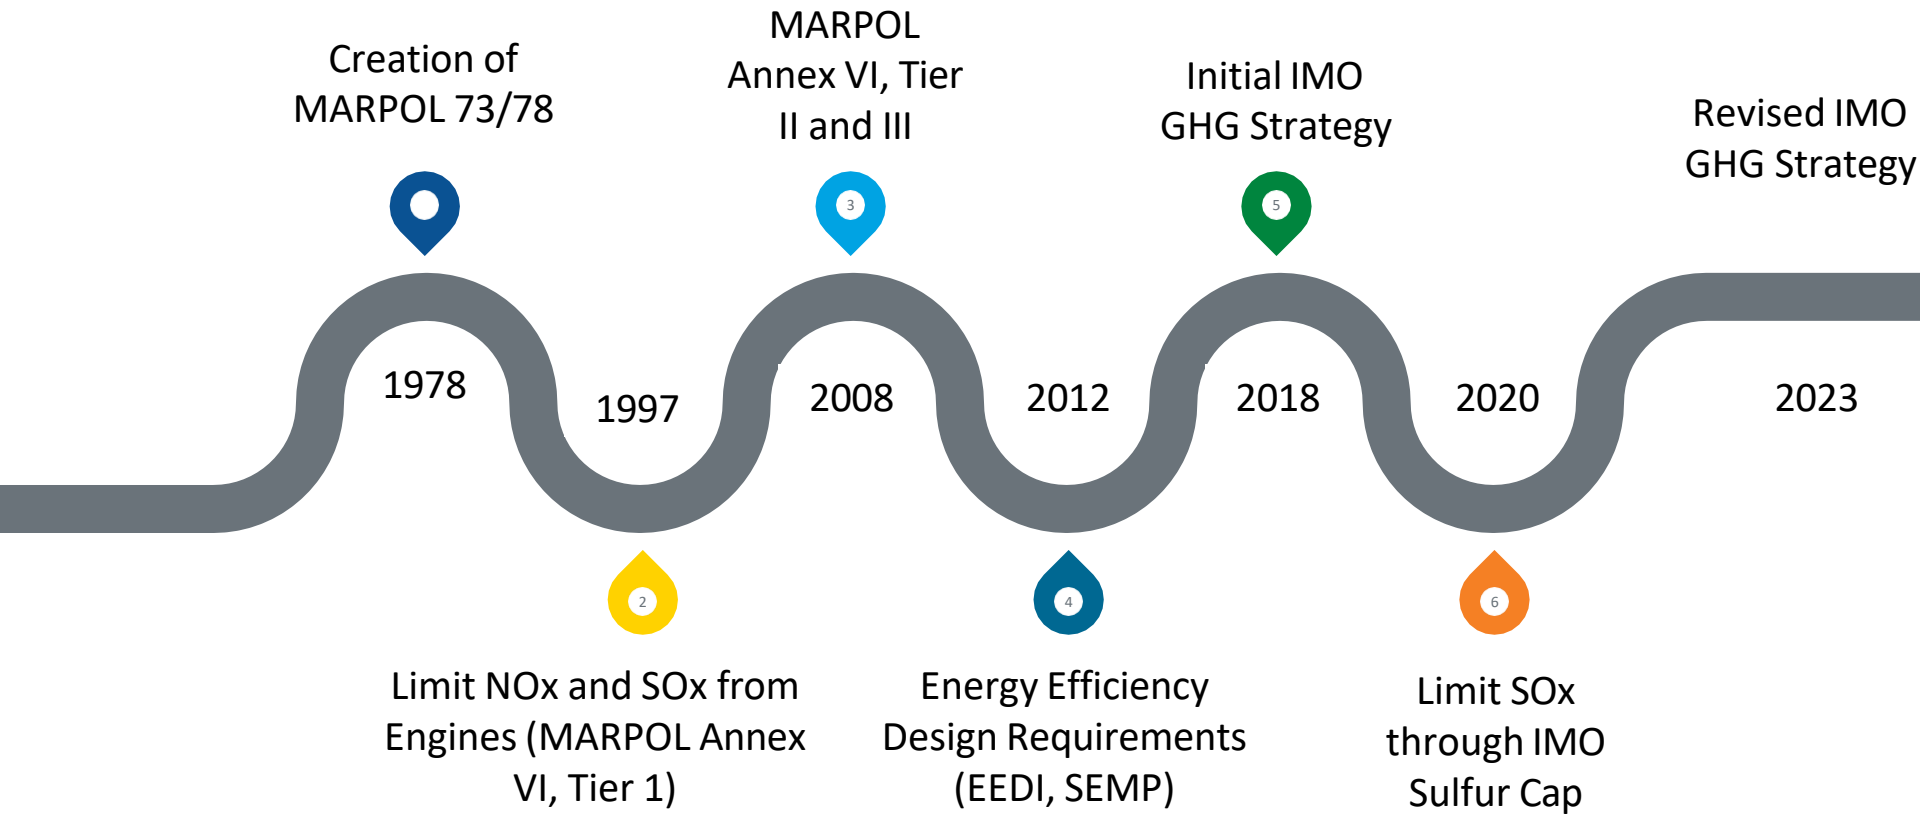 Creation of
MARPOL 73/78
MARPOL
Annex VI, Tier
II and III
Initial IMO
GHG Strategy
Revised IMO
GHG Strategy
3
5
1978
1997
2008
2012
2018
2020
2023
2
4
6
Limit NOx and SOx from
Engines (MARPOL Annex
VI, Tier 1)
Energy Efficiency
Design Requirements
(EEDI, SEMP)
Limit SOx
through IMO
Sulfur Cap